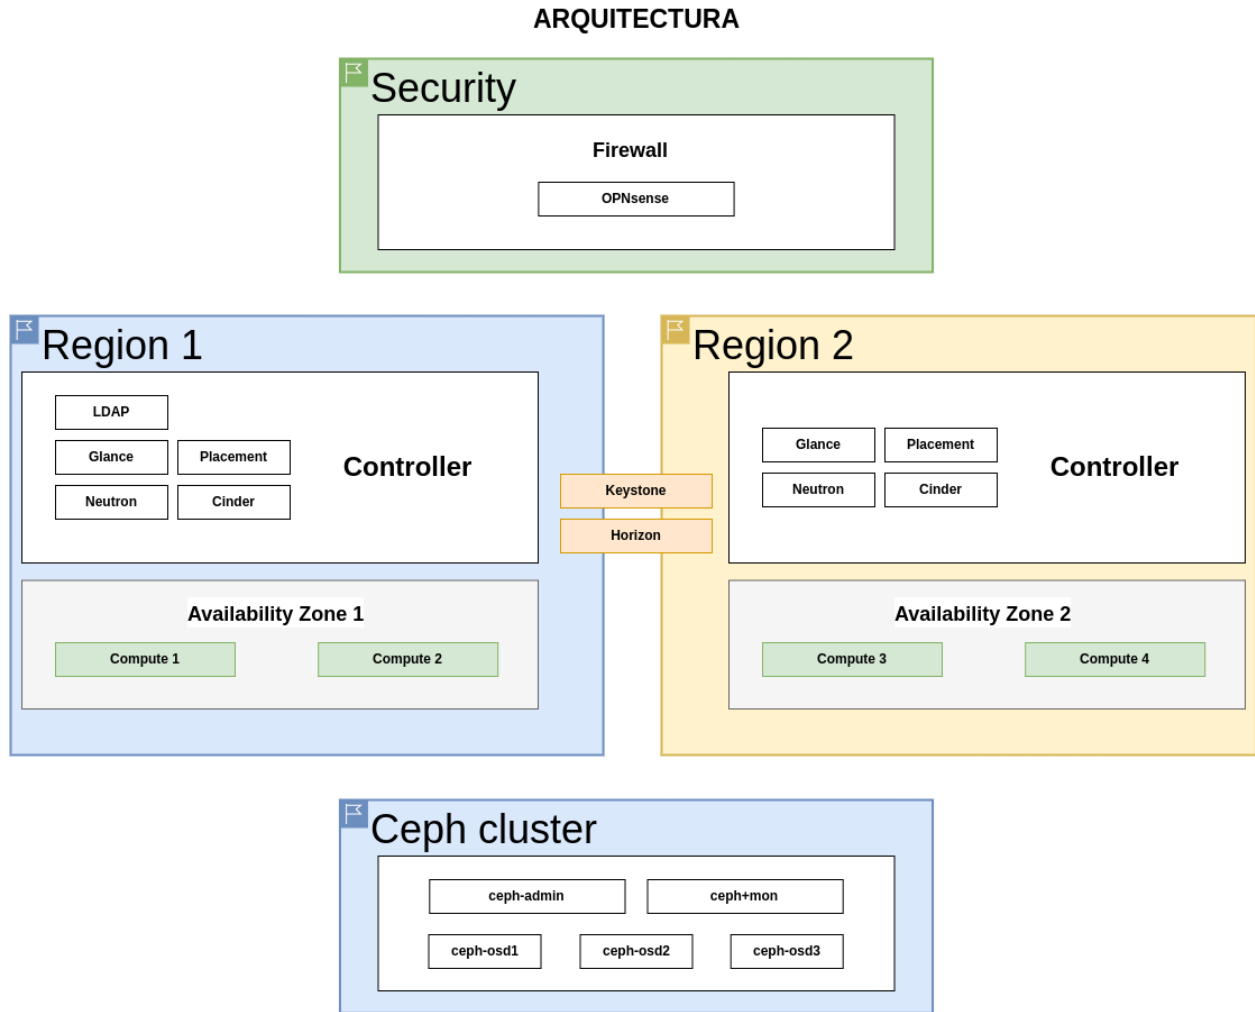 ARQUITECTURA
Security
Firewall
OPNsense
Region 1
LDAP
Glance
Placement
Neutron
Cinder
Controller
Availability Zone 1
Compute 1
Compute 2
Keystone
Horizon
Region 2
Glance
Placement
Neutron
Cinder
Controller
Availability Zone 2
Compute 3
Compute 4
Ceph cluster
ceph-admin
ceph+mon
ceph-osd1
ceph-osd2
ceph-osd3